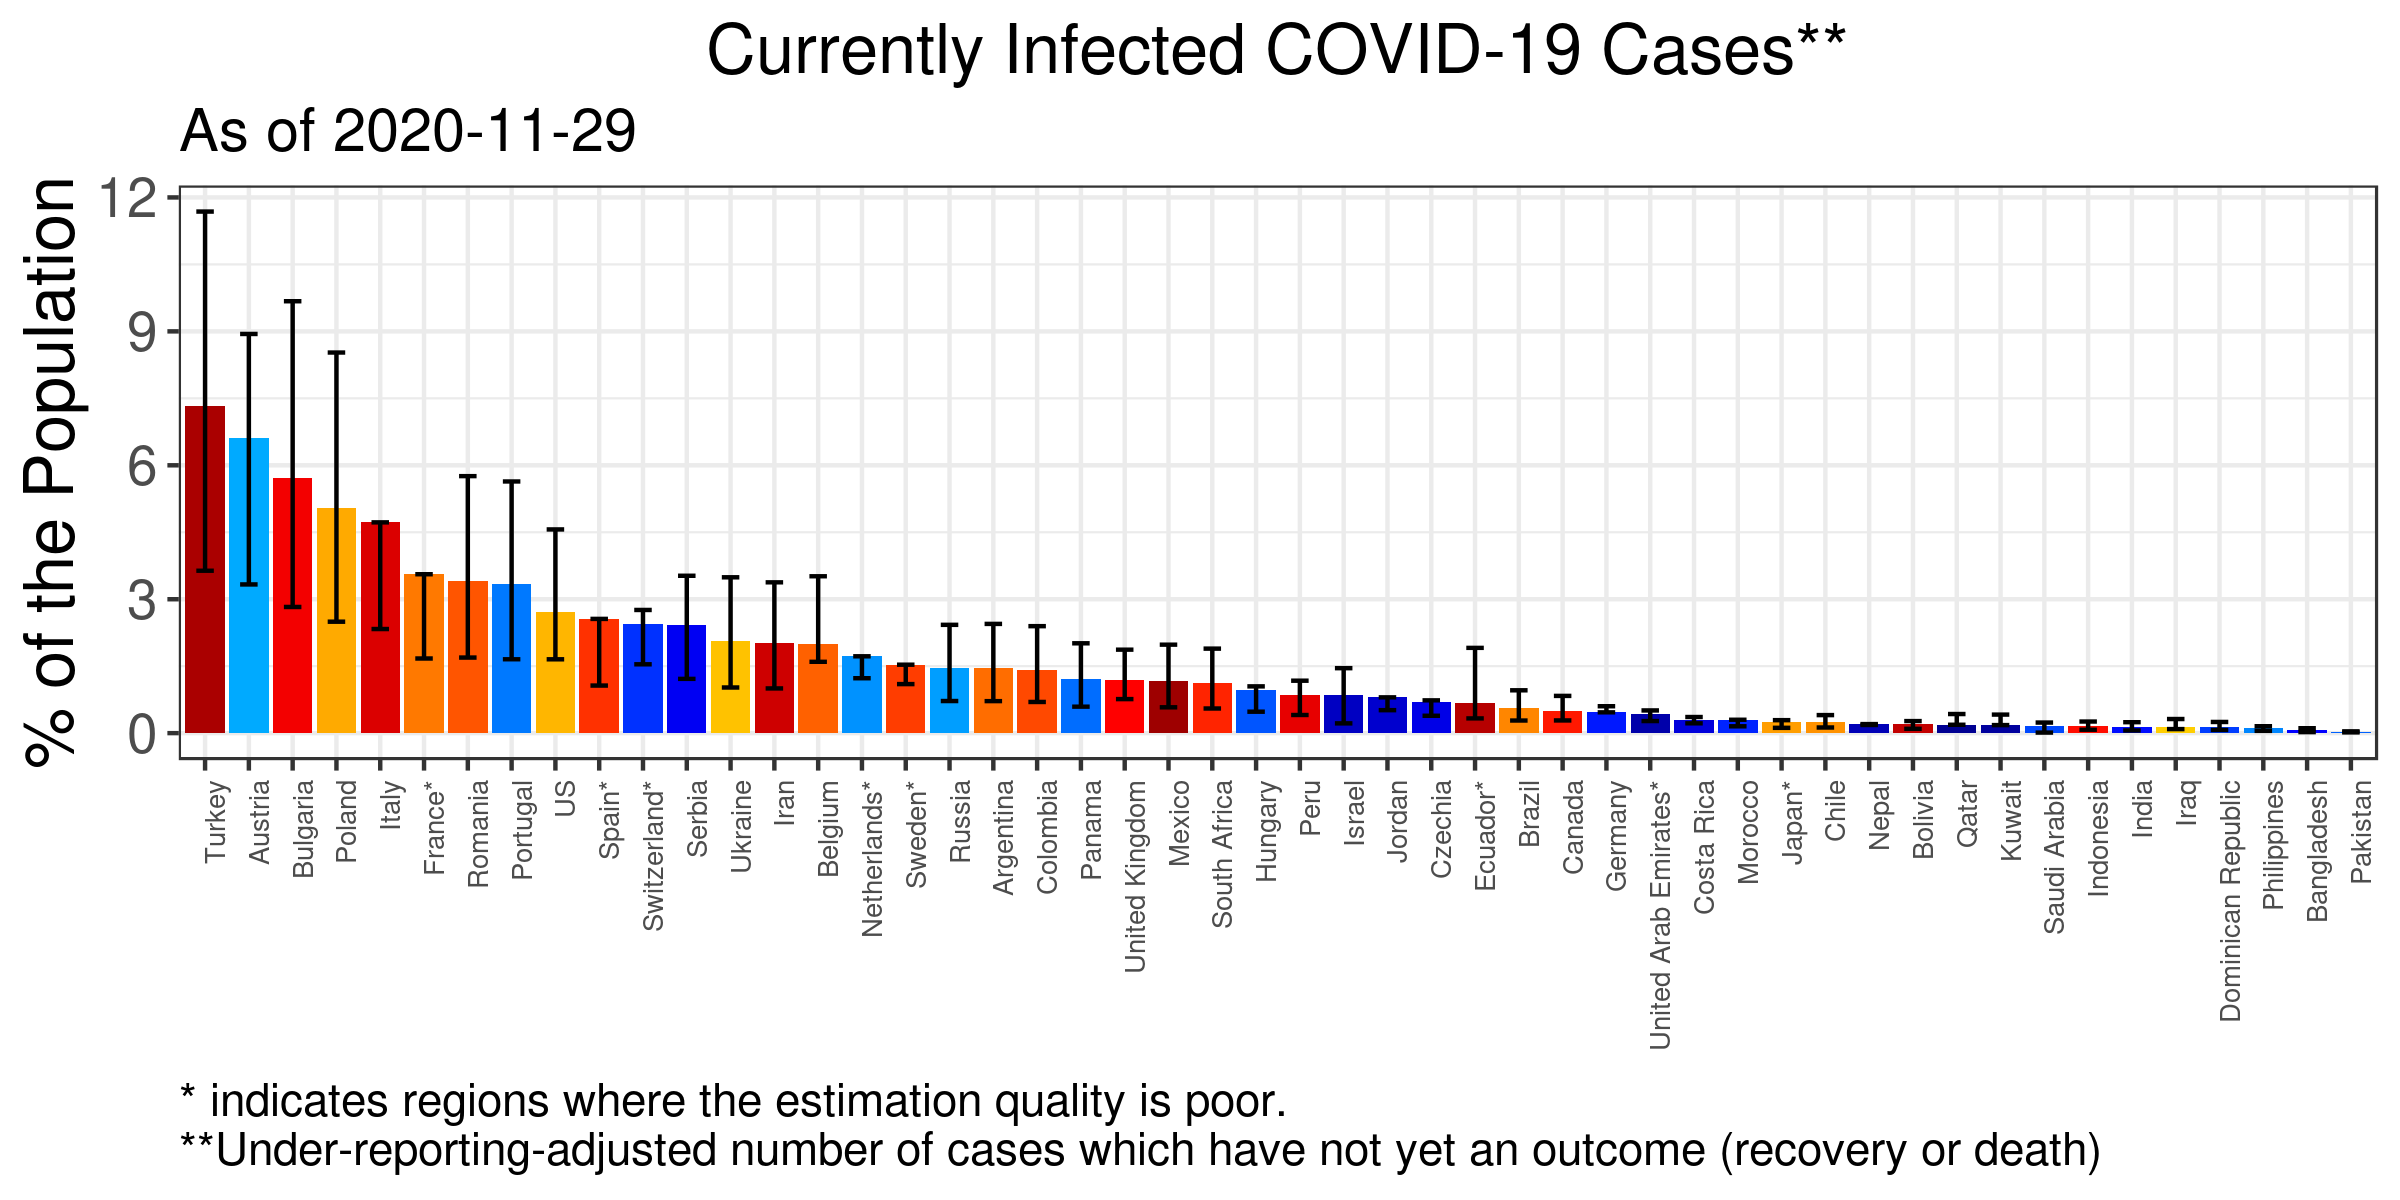 Currently Infected COVID-19 Cases**
As of 2020-11-29
% of the Population
12
9
6
3
0
Turkey
Austria
Bulgaria
Poland
Italy
France*
Romania
Portugal
US
Spain*
Switzerland*
Serbia
Ukraine
Iran
Belgium
Netherlands*
Sweden*
Russia
Argentina
Colombia
Panama
United Kingdom
Mexico
South Africa
Hungary
Peru
Israel
Jordan
Czechia
Ecuador*
Brazil
Canada
Germany
United Arab Emirates*
Costa Rica
Morocco
Japan*
Chile
Nepal
Bolivia
Qatar
Kuwait
Saudi Arabia
Indonesia
India
Iraq
Dominican Republic
Philippines
Bangladesh
Pakistan
* indicates regions where the estimation quality is poor.
**Under-reporting-adjusted number of cases which have not yet an outcome (recovery or death)